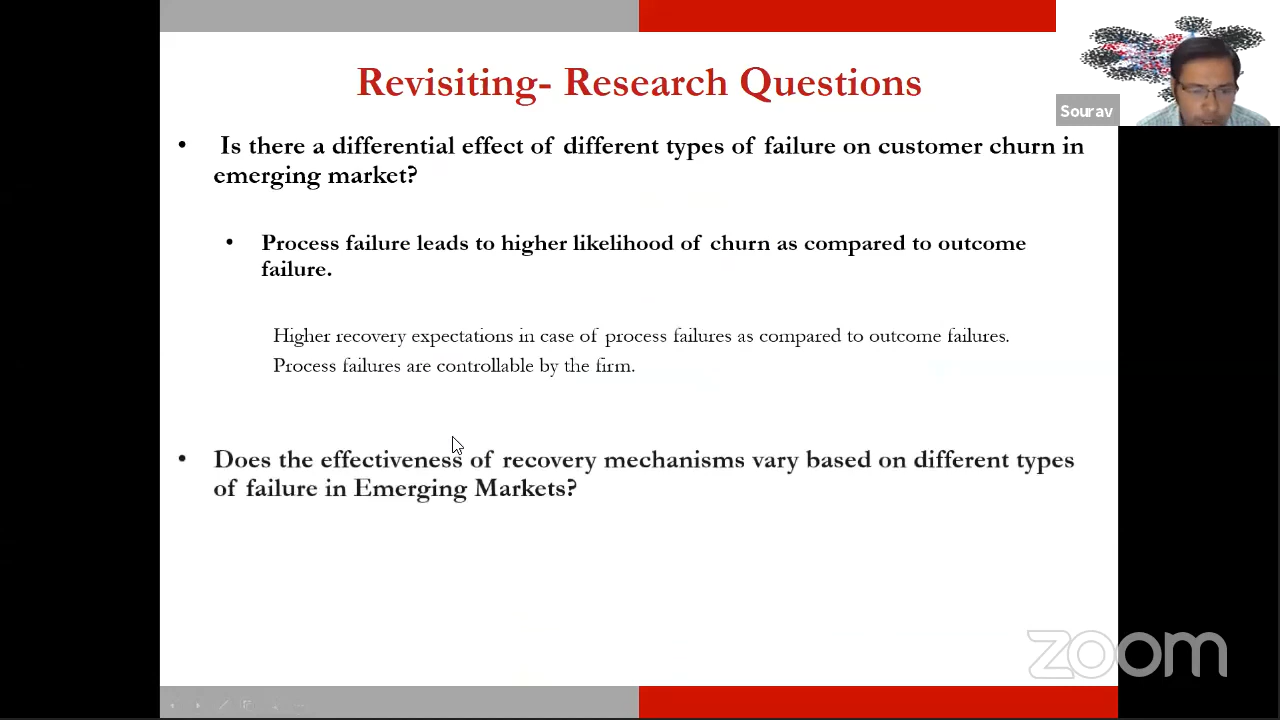 Revisiting- Research Questions
Sourav
• Is there a differential effect of different types of failure on customer churn in
emerging market?
• Process failure leads to higher likelihood of churn as compared to outcome
failure.
Higher recovery expectations in case of process failures as compared to outcome failures.
Process failures are controllable by the firm.
• Does the effectiveness of recovery mechanisms vary based on different types
of failure in Emerging Markets?
zoom